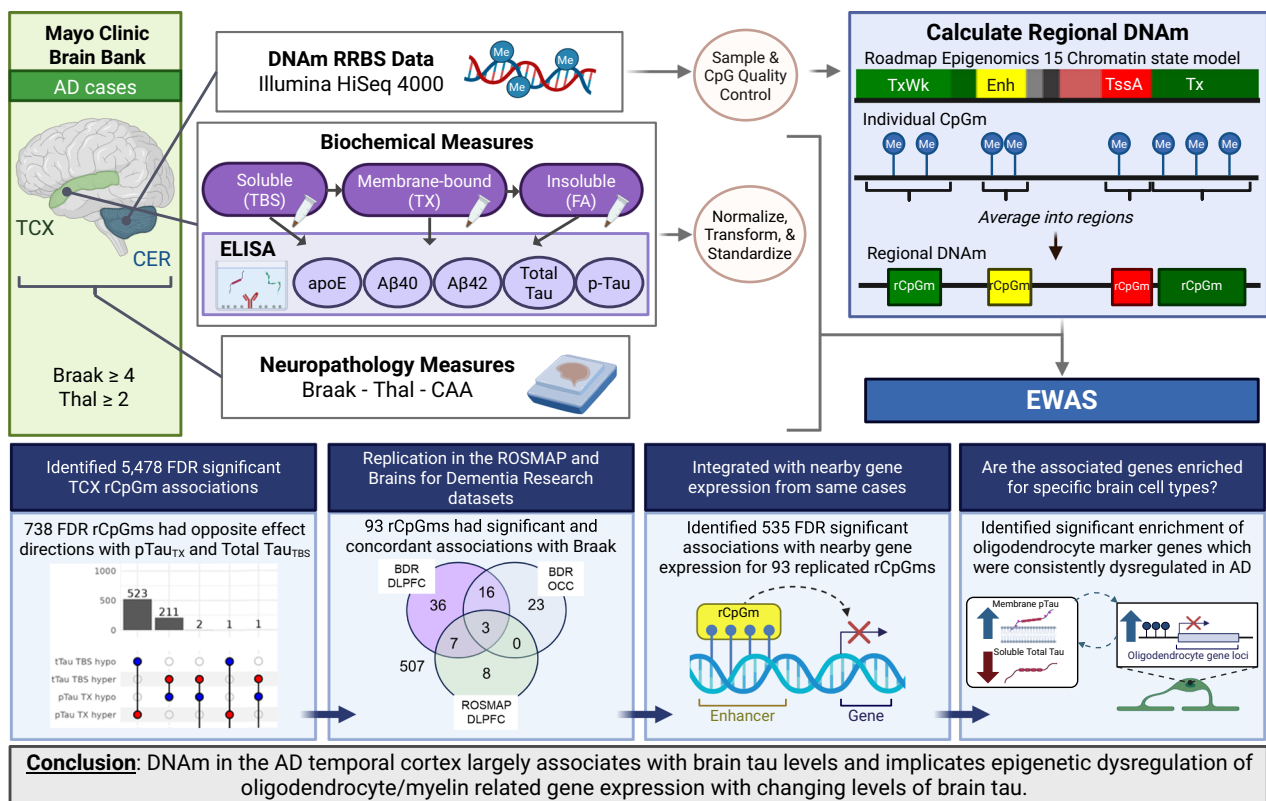 Mayo Clinic
Brain Bank
AD cases
TCX
CER
Braak ≥ 4
Thal ≥ 2
DNAm RRBS Data
Illumina HiSeq 4000
Me
Me
Me
Biochemical Measures
Soluble
(TBS)
Membrane-bound
(TX)
Insoluble
(FA)
ELISA
apoE
Aβ40
Aβ42
Total
Tau
p-Tau
Neuropathology Measures
Braak - Thal - CAA
Sample &
CpG Quality
Control
Normalize,
Transform, &
Standardize
Calculate Regional DNAm
Roadmap Epigenomics 15 Chromatin state model
TxWk
Enh
TssA
Tx
Individual CpGm
Me Me Me Me Me Me Me Me
Average into regions
Regional DNAm
rCpGm
rCpGm
rCpGm
rCpGm
EWAS
Identified 5,478 FDR significant
TCX rCpGm associations
738 FDR rCpGms had opposite effect
directions with pTauTX and Total TauTBS
1000
500
0
523
211
2
1
1
tTau TBS hypo
tTau TBS hyper
pTau TX hypo
pTau TX hyper
Replication in the ROSMAP and
Brains for Dementia Research
datasets
93 rCpGms had significant and
concordant associations with Braak
BDR
DLPFC
BDR
OCC
36
16
23
3
7
0
8
507
ROSMAP
DLPFC
Integrated with nearby gene
expression from same cases
Identified 535 FDR significant
associations with nearby gene
expression for 93 replicated rCpGms
rCpGm
Enhancer
Gene
Are the associated genes enriched
for specific brain cell types?
Identified significant enrichment of
oligodendrocyte marker genes which
were consistently dysregulated in AD
Membrane pTau
Soluble Total Tau
Oligodendrocyte gene loci
Conclusion: DNAm in the AD temporal cortex largely associates with brain tau levels and implicates epigenetic dysregulation of
oligodendrocyte/myelin related gene expression with changing levels of brain tau.